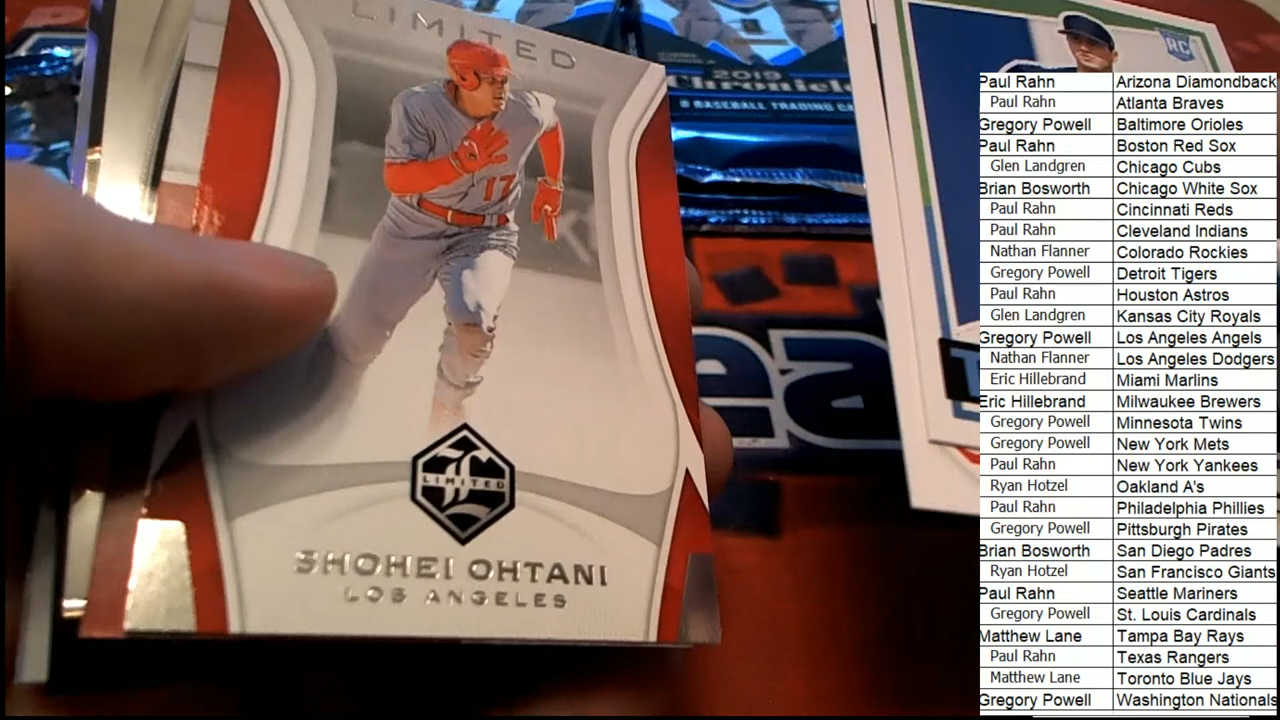 LIMITED
17
LIMITED
SHOHEI OHTANI
LOS ANGELES
2019
Chronicle
8 BASEBALL TRADING CA
RC
ea
Paul Rahn Arizona Diamondback
Paul Rahn Atlanta Braves
Gregory Powell Baltimore Orioles
Paul Rahn Boston Red Sox
Glen Landgren Chicago Cubs
Brian Bosworth Chicago White Sox
Paul Rahn Cincinnati Reds
Paul Rahn Cleveland Indians
Nathan Flanner Colorado Rockies
Gregory Powell Detroit Tigers
Paul Rahn Houston Astros
Glen Landgren Kansas City Royals
Gregory Powell Los Angeles Angels
Nathan Flanner Los Angeles Dodgers
Eric Hillebrand Miami Marlins
Eric Hillebrand Milwaukee Brewers
Gregory Powell Minnesota Twins
Gregory Powell New York Mets
Paul Rahn New York Yankees
Ryan Hotzel Oakland A's
Paul Rahn Philadelphia Phillies
Gregory Powell Pittsburgh Pirates
Brian Bosworth San Diego Padres
Ryan Hotzel San Francisco Giants
Paul Rahn Seattle Mariners
Gregory Powell St. Louis Cardinals
Matthew Lane Tampa Bay Rays
Paul Rahn Texas Rangers
Matthew Lane Toronto Blue Jays
Gregory Powell Washington Nationals